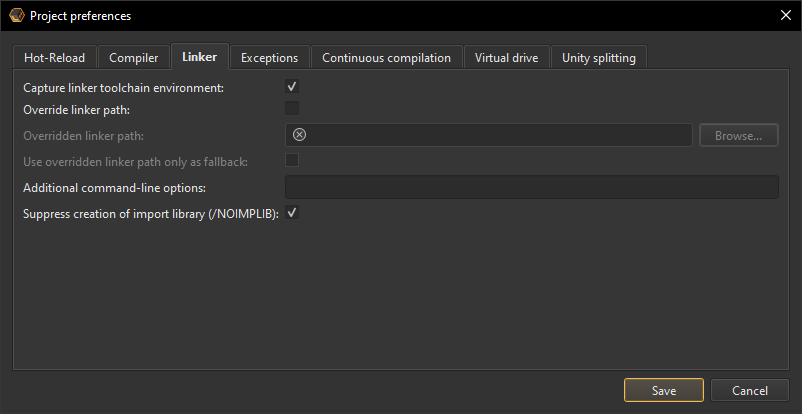 Project preferences
Hot-Reload Compiler Linker Exceptions Continuous compilation Virtual drive Unity splitting
Capture linker toolchain environment:
Override linker path:
Overridden linker path: Browse...
Use overridden linker path only as fallback:
Additional command-line options:
Suppress creation of import library (/NOIMPLIB):
Save Cancel